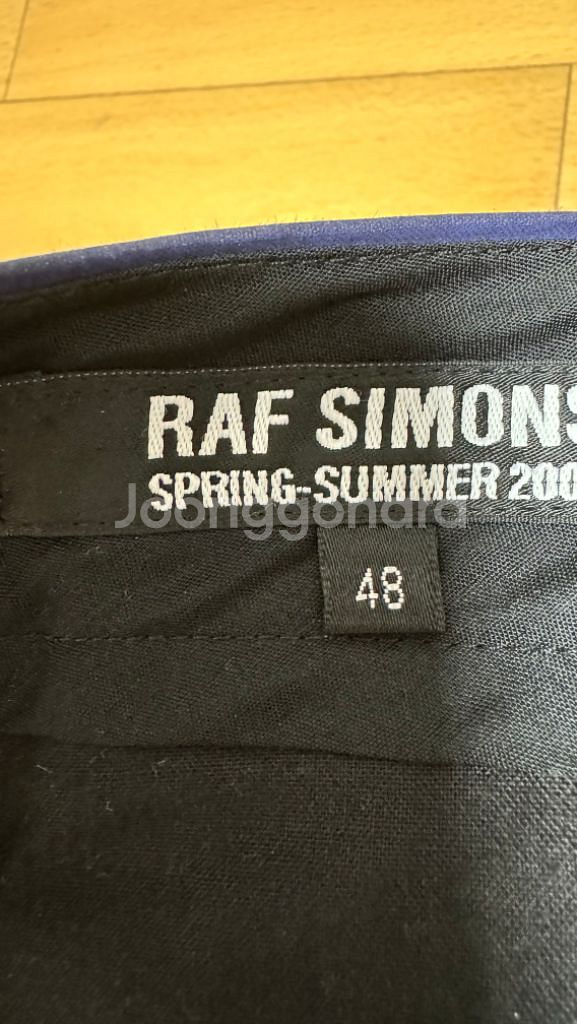 RAF SIMONS
SPRING-SUMMER 200
Joonggonara
48